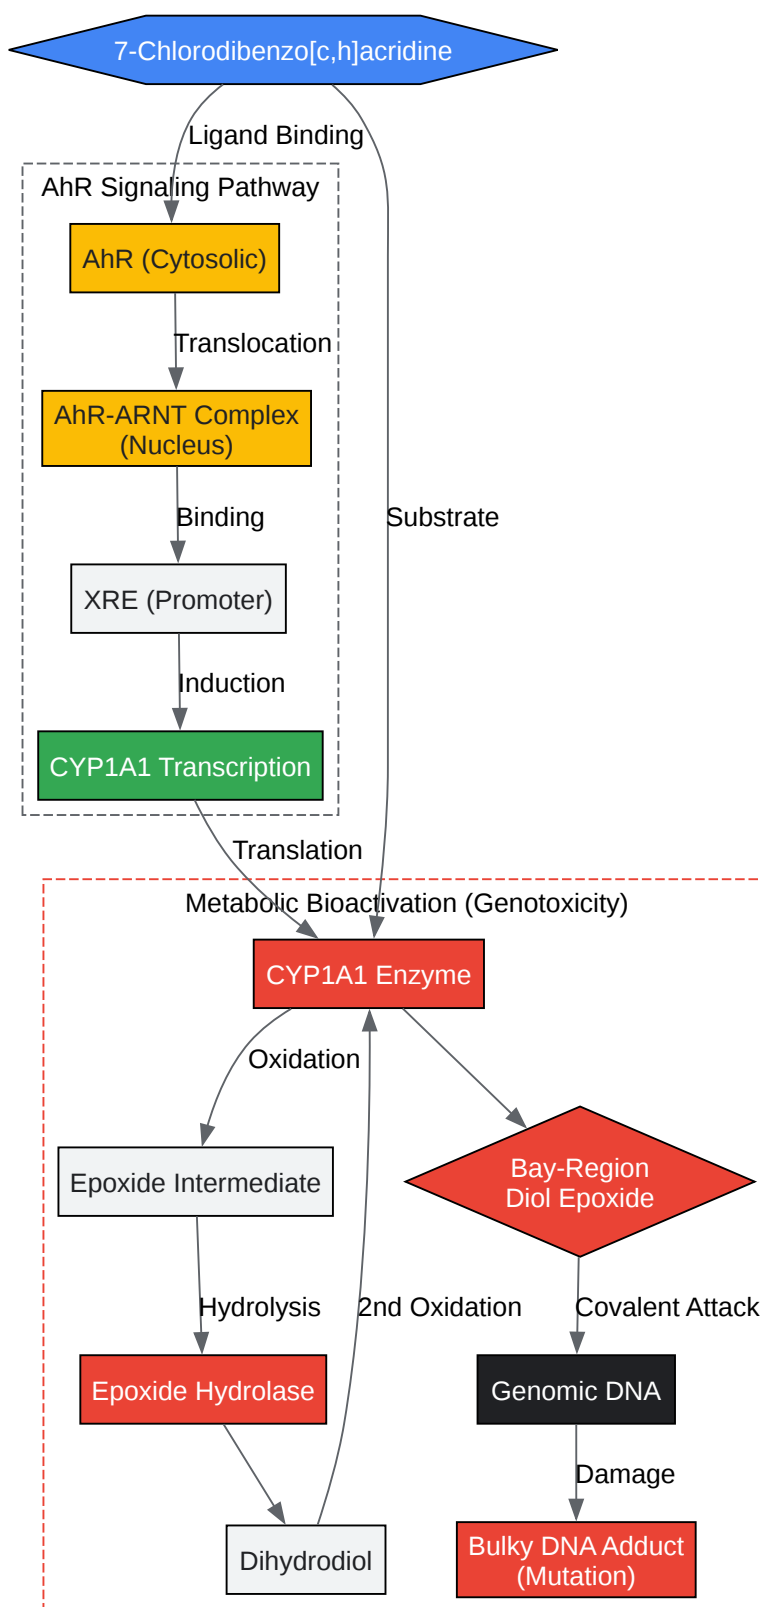 7-Chlorodibenzo[c,h]acridine
Ligand Binding
AhR Signaling Pathway
AhR (Cytosolic)
Translocation
AhR-ARNT Complex
(Nucleus)
Binding
Substrate
XRE (Promoter)
Induction
CYP1A1 Transcription
Translation
Metabolic Bioactivation (Genotoxicity)
CYP1A1 Enzyme
Oxidation
Epoxide Intermediate
Bay-Region
Diol Epoxide
Hydrolysis
2nd Oxidation
Covalent Attack
Epoxide Hydrolase
Genomic DNA
Damage
Dihydrodiol
Bulky DNA Adduct
(Mutation)